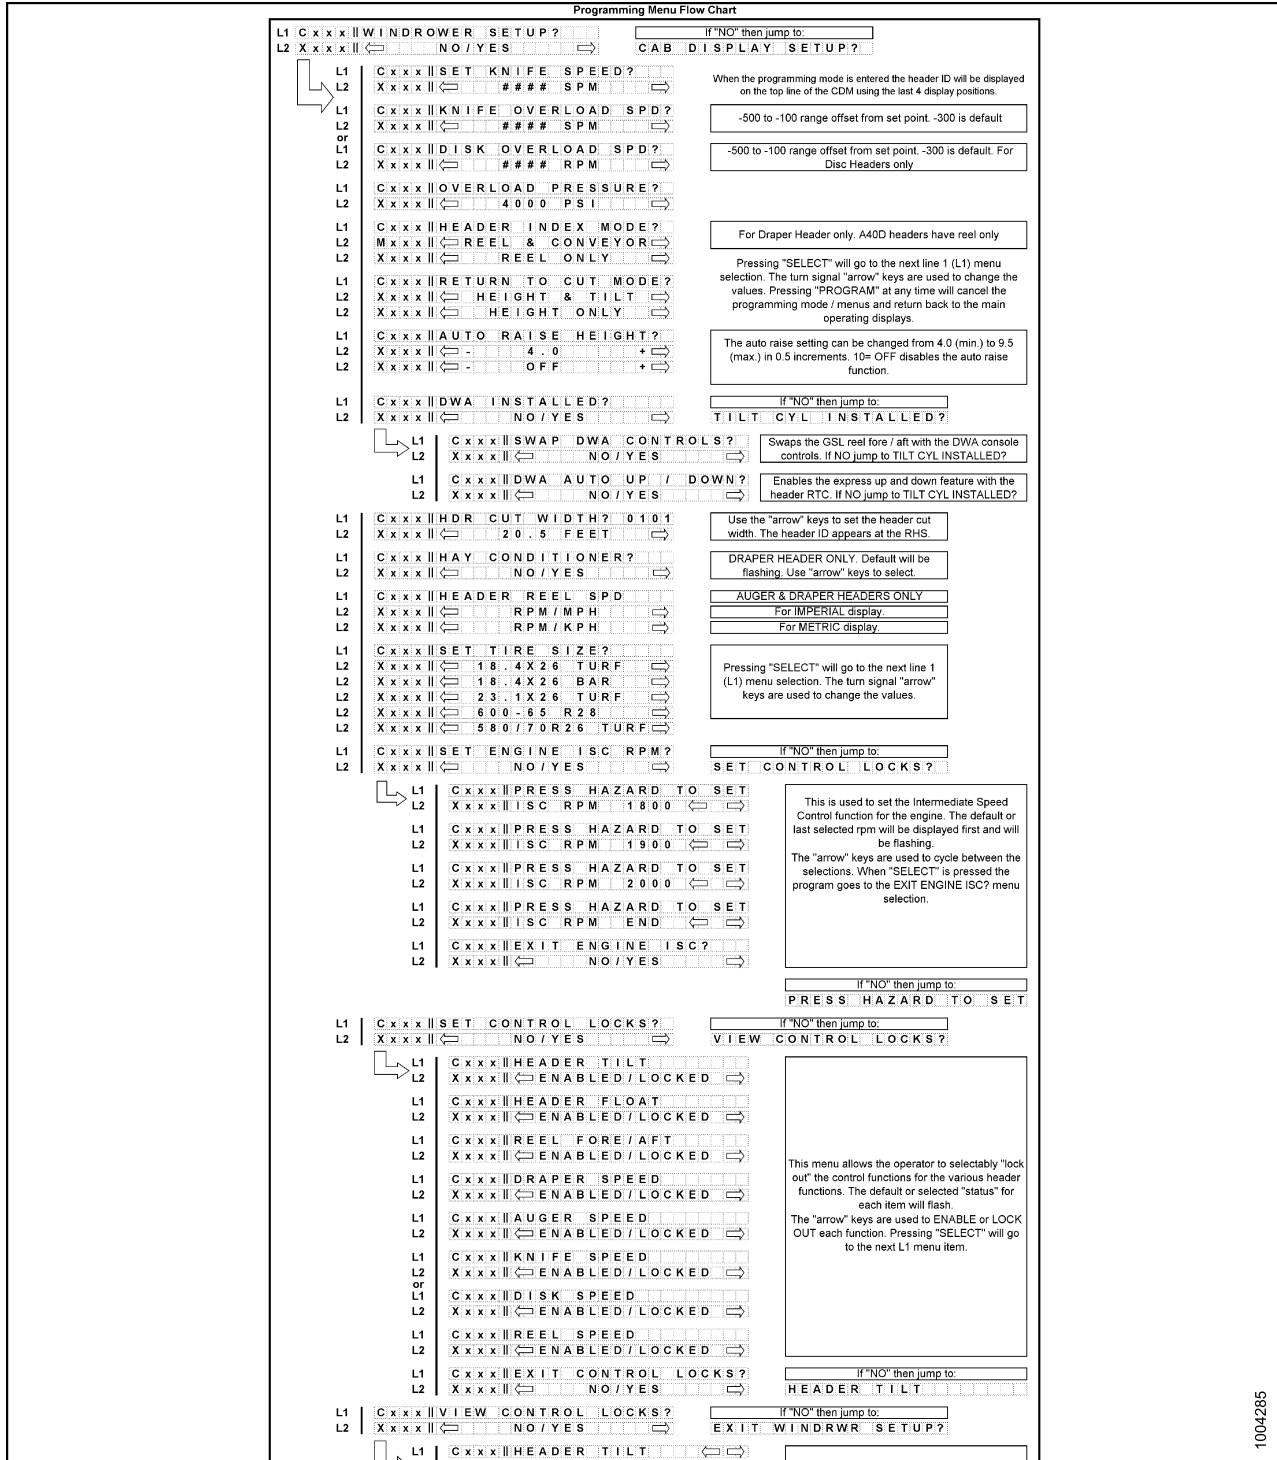 Programming Menu Flow Chart
L1 Cxxx||WINDROWER SETUP? If "NO" then jump to:
L2 Xxxx||⇦ NO/YES ⇨ CAB DISPLAY SETUP?
L1 Cxxx||SET KNIFE SPEED?
L2 Xxxx||⇦ #### SPM ⇨
When the programming mode is entered the header ID will be displayed
on the top line of the CDM using the last 4 display positions.
L1 Cxxx||KNIFE OVERLOAD SPD?
L2 Xxxx||⇦ #### SPM ⇨
-500 to -100 range offset from set point. -300 is default
or
L1 Cxxx||DISK OVERLOAD SPD?
L2 Xxxx||⇦ #### RPM ⇨
-500 to -100 range offset from set point. -300 is default. For
Disc Headers only
L1 Cxxx||OVERLOAD PRESSURE?
L2 Xxxx||⇦ 4000 PSI ⇨
L1 Cxxx||HEADER INDEX MODE?
L2 Mxxx||⇦REEL & CONVEYOR⇨
L2 Xxxx||⇦ REEL ONLY ⇨
For Draper Header only. A40D headers have reel only
Pressing "SELECT" will go to the next line 1 (L1) menu
selection. The turn signal "arrow" keys are used to change the
values. Pressing "PROGRAM" at any time will cancel the
programming mode / menus and return back to the main
operating displays.
L1 Cxxx||RETURN TO CUT MODE?
L2 Xxxx||⇦ HEIGHT & TILT ⇨
L2 Xxxx||⇦ HEIGHT ONLY ⇨
L1 Cxxx||AUTO RAISE HEIGHT?
L2 Xxxx||⇦ - 4.0 +⇨
L2 Xxxx||⇦ - OFF +⇨
The auto raise setting can be changed from 4.0 (min.) to 9.5
(max.) in 0.5 increments. 10= OFF disables the auto raise
function.
L1 Cxxx||DWA INSTALLED? If "NO" then jump to:
L2 Xxxx||⇦ NO/YES ⇨ TILT CYL INSTALLED?
L1 Cxxx||SWAP DWA CONTROLS?
L2 Xxxx||⇦ NO/YES ⇨
Swaps the GSL reel fore / aft with the DWA console
controls. If NO jump to TILT CYL INSTALLED?
L1 Cxxx||DWA AUTO UP / DOWN?
L2 Xxxx||⇦ NO/YES ⇨
Enables the express up and down feature with the
header RTC. If NO jump to TILT CYL INSTALLED?
L1 Cxxx||HDR CUT WIDTH? 0101
L2 Xxxx||⇦ 20.5 FEET ⇨
Use the "arrow" keys to set the header cut
width. The header ID appears at the RHS.
L1 Cxxx||HAY CONDITIONER?
L2 Xxxx||⇦ NO/YES ⇨
DRAPER HEADER ONLY. Default will be
flashing. Use "arrow" keys to select.
L1 Cxxx||HEADER REEL SPD AUGER & DRAPER HEADERS ONLY
L2 Xxxx||⇦ RPM/MPH ⇨ For IMPERIAL display.
L2 Xxxx||⇦ RPM/KPH ⇨ For METRIC display.
L1 Cxxx||SET TIRE SIZE?
L2 Xxxx||⇦ 18.4X26 TURF ⇨
L2 Xxxx||⇦ 18.4X26 BAR ⇨
L2 Xxxx||⇦ 23.1X26 TURF ⇨
L2 Xxxx||⇦ 600-65 R28 ⇨
L2 Xxxx||⇦ 580/70R26 TURF⇨
Pressing "SELECT" will go to the next line 1
(L1) menu selection. The turn signal "arrow"
keys are used to change the values.
L1 Cxxx||SET ENGINE ISC RPM? If "NO" then jump to:
L2 Xxxx||⇦ NO/YES ⇨ SET CONTROL LOCKS?
L1 Cxxx||PRESS HAZARD TO SET
L2 Xxxx||ISC RPM 1800 ⇦ ⇨
L1 Cxxx||PRESS HAZARD TO SET
L2 Xxxx||ISC RPM 1900 ⇦ ⇨
L1 Cxxx||PRESS HAZARD TO SET
L2 Xxxx||ISC RPM 2000 ⇦ ⇨
L1 Cxxx||PRESS HAZARD TO SET
L2 Xxxx||ISC RPM END ⇦ ⇨
L1 Cxxx||EXIT ENGINE ISC?
L2 Xxxx||⇦ NO/YES ⇨
This is used to set the Intermediate Speed
Control function for the engine. The default or
last selected rpm will be displayed first and will
be flashing.
The "arrow" keys are used to cycle between the
selections. When "SELECT" is pressed the
program goes to the EXIT ENGINE ISC? menu
selection.
If "NO" then jump to:
PRESS HAZARD TO SET
L1 Cxxx||SET CONTROL LOCKS? If "NO" then jump to:
L2 Xxxx||⇦ NO/YES ⇨ VIEW CONTROL LOCKS?
L1 Cxxx||HEADER TILT
L2 Xxxx||⇦ENABLED/LOCKED ⇨
L1 Cxxx||HEADER FLOAT
L2 Xxxx||⇦ENABLED/LOCKED ⇨
L1 Cxxx||REEL FORE/AFT
L2 Xxxx||⇦ENABLED/LOCKED ⇨
L1 Cxxx||DRAPER SPEED
L2 Xxxx||⇦ENABLED/LOCKED ⇨
L1 Cxxx||AUGER SPEED
L2 Xxxx||⇦ENABLED/LOCKED ⇨
L1 Cxxx||KNIFE SPEED
L2 Xxxx||⇦ENABLED/LOCKED ⇨
or
L1 Cxxx||DISK SPEED
L2 Xxxx||⇦ENABLED/LOCKED ⇨
L1 Cxxx||REEL SPEED
L2 Xxxx||⇦ENABLED/LOCKED ⇨
This menu allows the operator to selectably "lock
out" the control functions for the various header
functions. The default or selected "status" for
each item will flash.
The "arrow" keys are used to ENABLE or LOCK
OUT each function. Pressing "SELECT" will go
to the next L1 menu item.
L1 Cxxx||EXIT CONTROL LOCKS? If "NO" then jump to:
L2 Xxxx||⇦ NO/YES ⇨ HEADER TILT
L1 Cxxx||VIEW CONTROL LOCKS? If "NO" then jump to:
L2 Xxxx||⇦ NO/YES ⇨ EXIT WINDRWR SETUP?
L1 Cxxx||HEADER TILT ⇦⇨
1004285